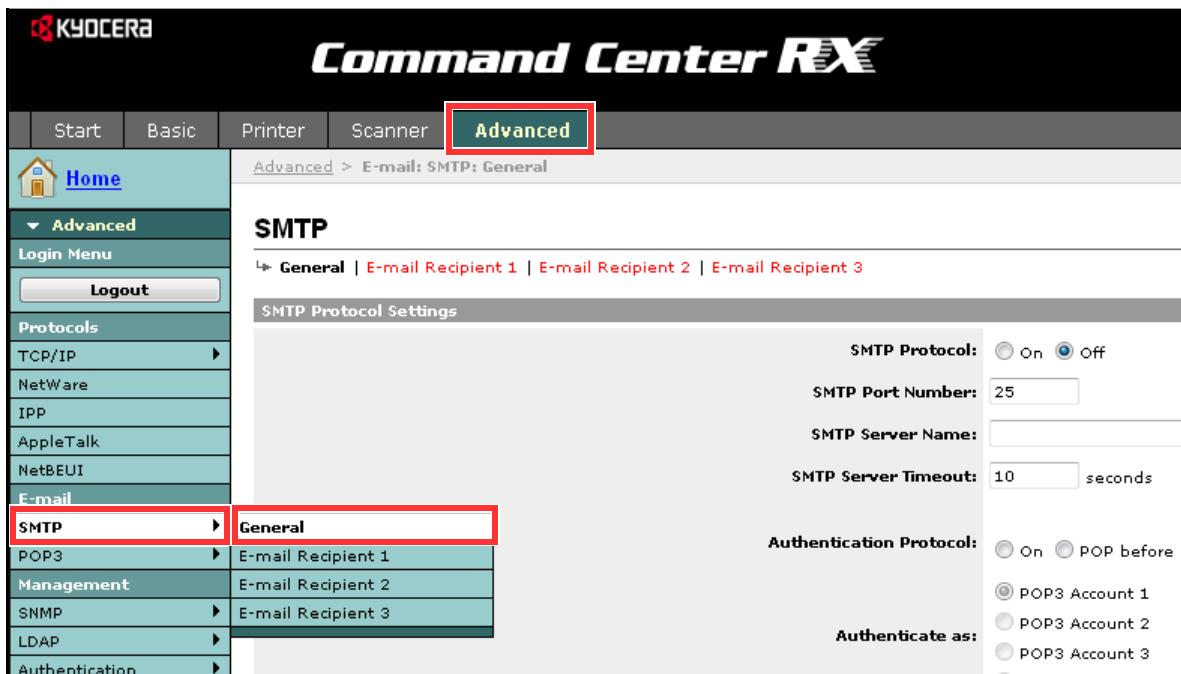 KYOCERA
Command Center RX
Start Basic Printer Scanner Advanced
Home
Advanced > E-mail: SMTP: General
Advanced
Login Menu
Logout
Protocols
TCP/IP
NetWare
IPP
AppleTalk
NetBEUI
E-mail
SMTP
POP3
Management
SNMP
LDAP
Authentication
General
E-mail Recipient 1
E-mail Recipient 2
E-mail Recipient 3
SMTP
General | E-mail Recipient 1 | E-mail Recipient 2 | E-mail Recipient 3
SMTP Protocol Settings
SMTP Protocol: On Off
SMTP Port Number: 25
SMTP Server Name:
SMTP Server Timeout: 10 seconds
Authentication Protocol: On POP before
Authenticate as: POP3 Account 1
POP3 Account 2
POP3 Account 3